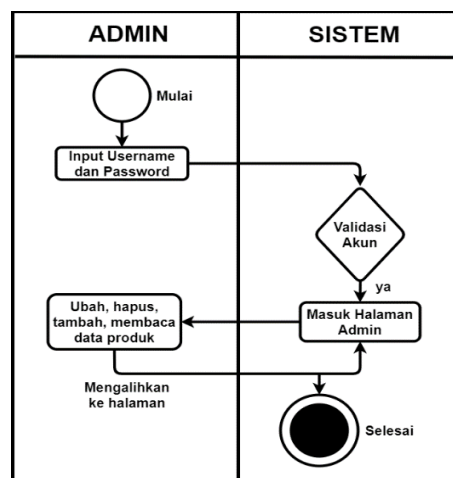 ADMIN
SISTEM
Mulai
Input Username
dan Password
Validasi
Akun
ya
Ubah, hapus,
tambah, membaca
data produk
Masuk Halaman
Admin
Mengalihkan
ke halaman
Selesai